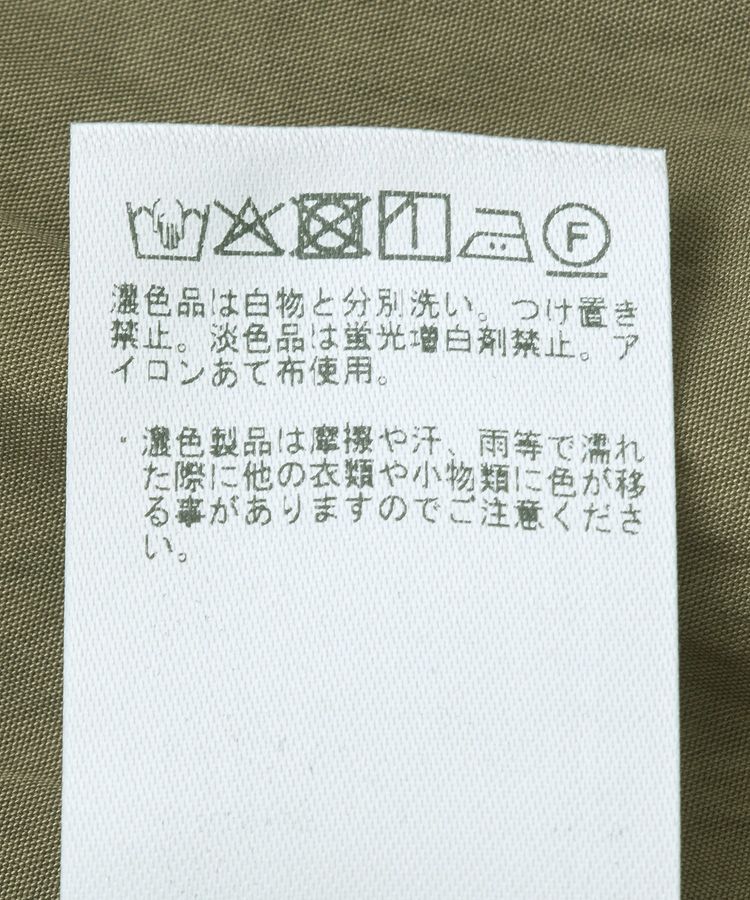 F
濃色品は白物と分別洗い。つけ置き
禁止。淡色品は蛍光増白剤禁止。ア
イロンあて布使用。
・濃色製品は摩擦や汗、雨等で濡れ
た際に他の衣類や小物類に色が移
る事がありますのでご注意くださ
い。